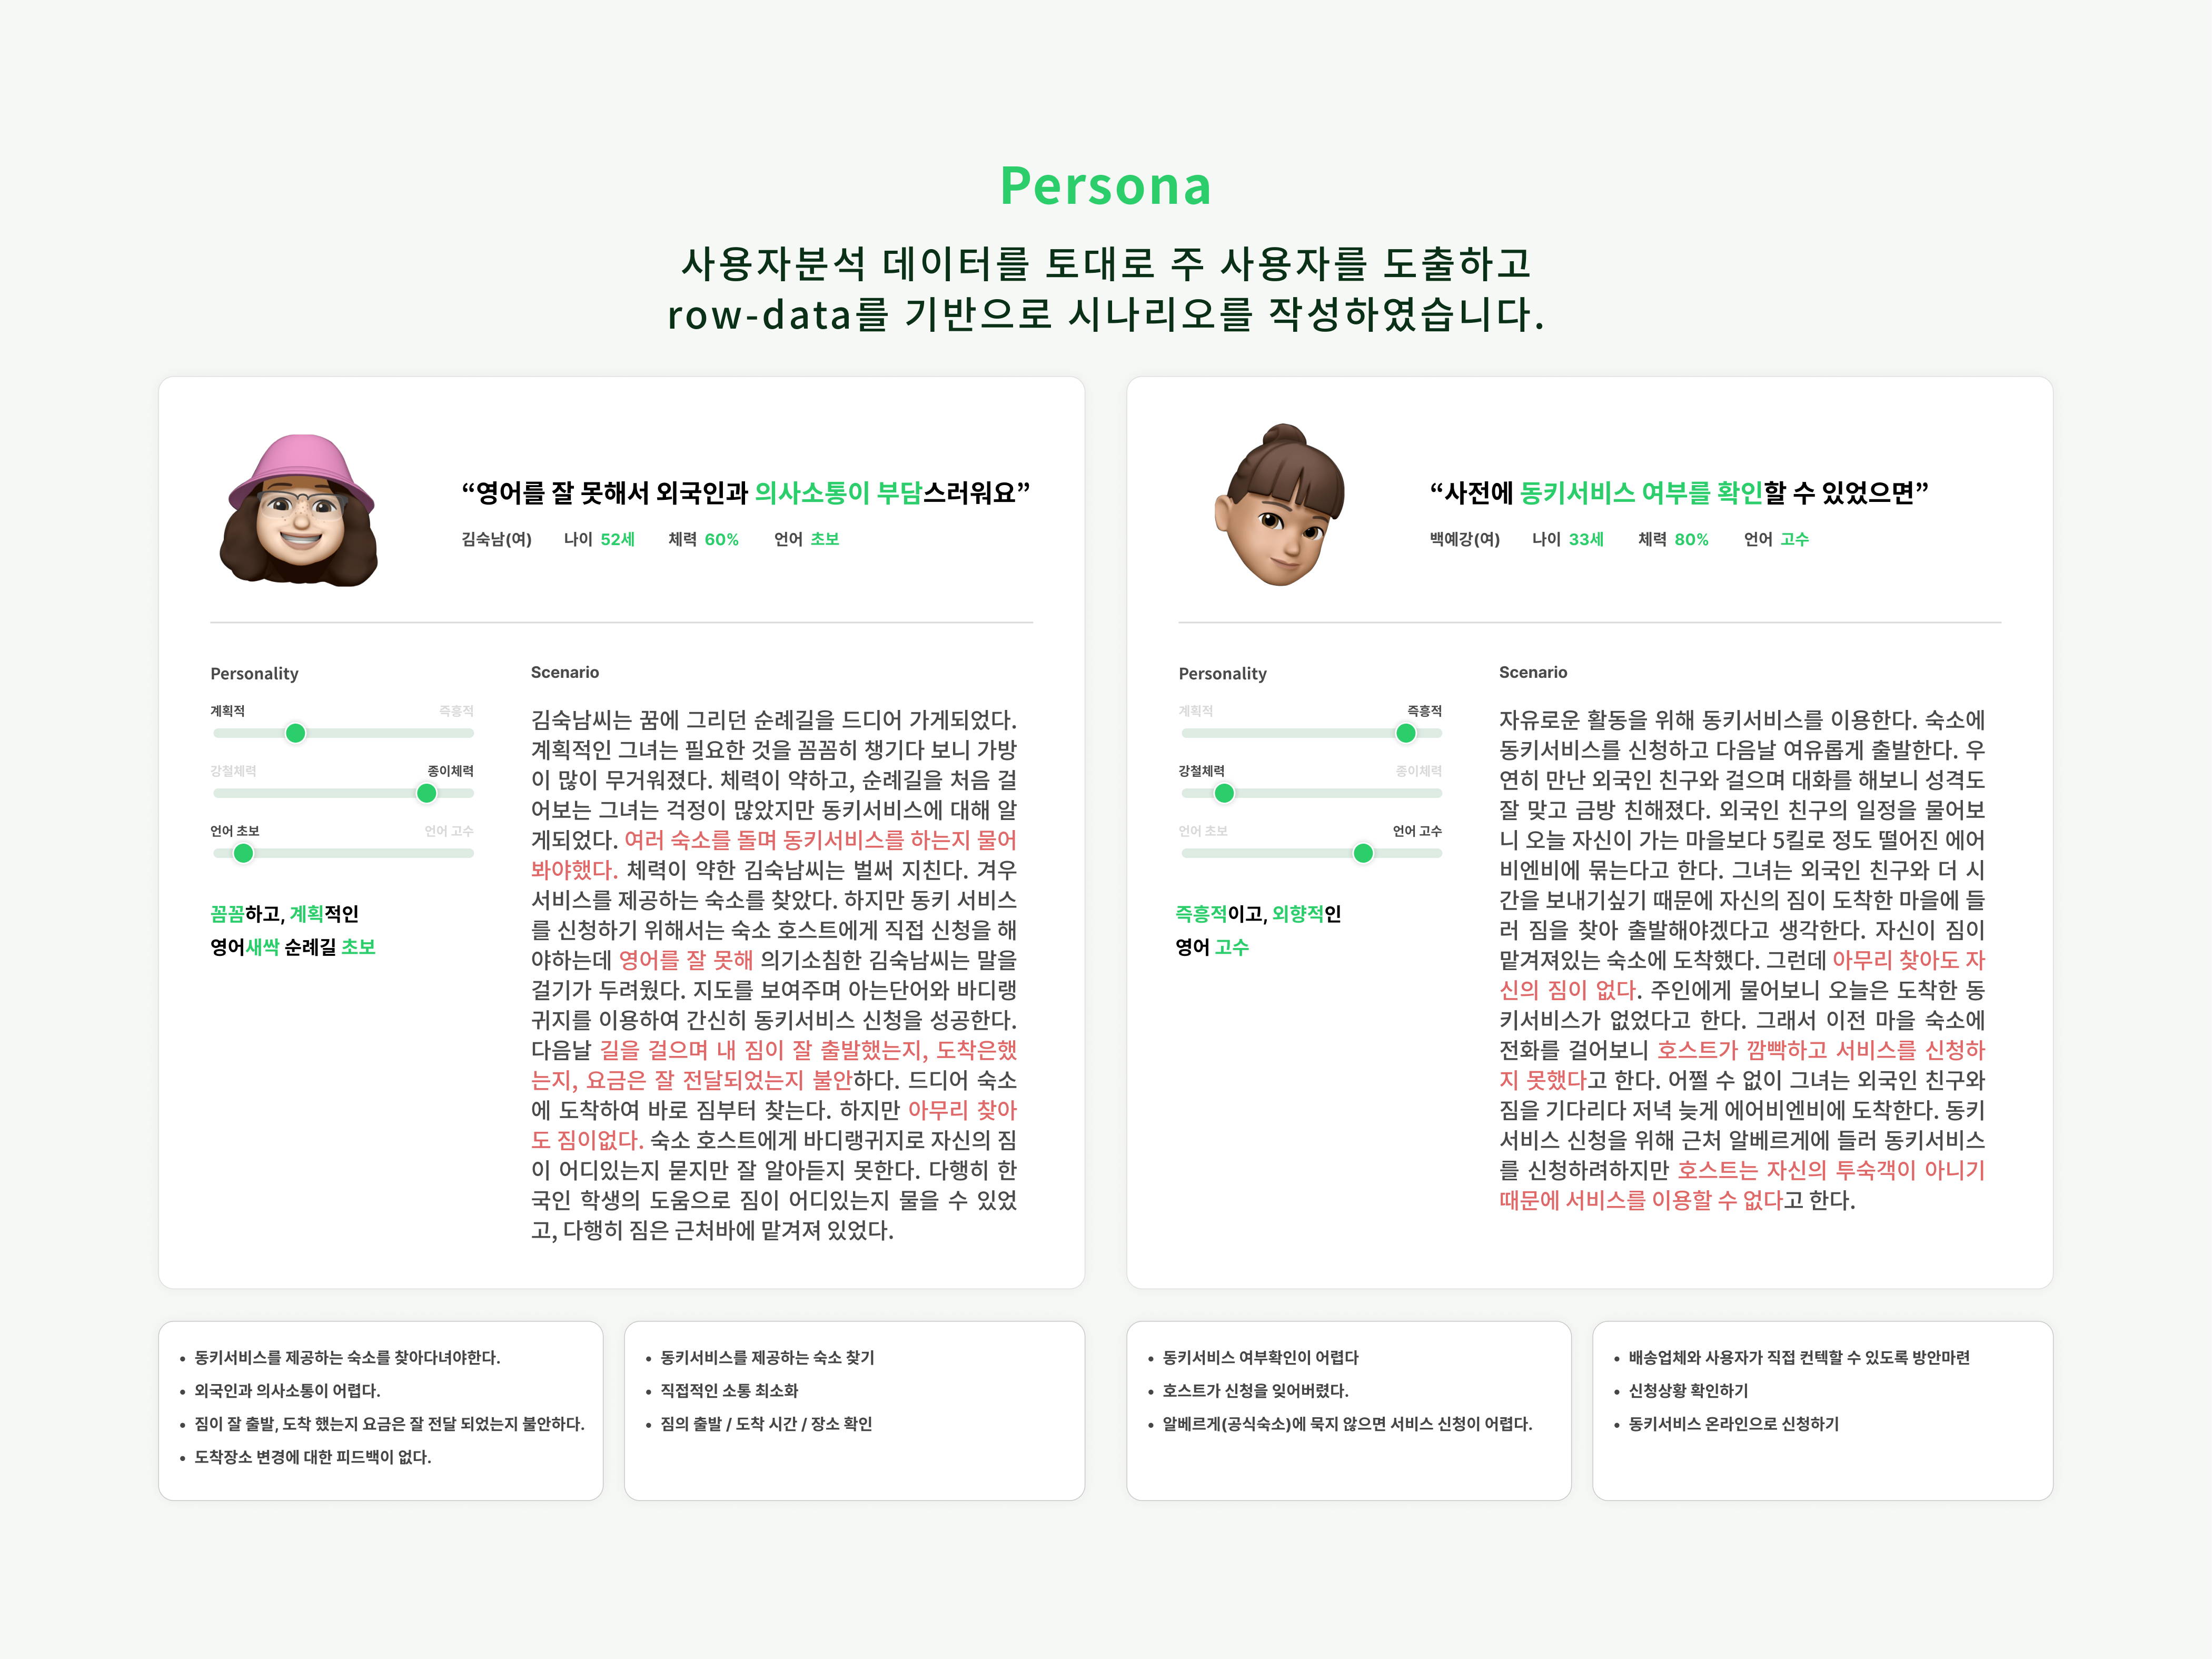 Persona
사용자분석 데이터를 토대로 주 사용자를 도출하고
row-data를 기반으로 시나리오를 작성하였습니다.
“영어를 잘 못해서 외국인과 의사소통이 부담스러워요”
김숙남(여) 나이 52세 체력 60% 언어 초보
Personality
계획적 즉흥적
강철체력 종이체력
언어 초보 언어 고수
꼼꼼하고, 계획적인
영어새싹 순례길 초보
Scenario
김숙남씨는 꿈에 그리던 순례길을 드디어 가게되었다.
계획적인 그녀는 필요한 것을 꼼꼼히 챙기다 보니 가방
이 많이 무거워졌다. 체력이 약하고, 순례길을 처음 걸
어보는 그녀는 걱정이 많았지만 동키서비스에 대해 알
게되었다. 여러 숙소를 돌며 동키서비스를 하는지 물어
봐야했다. 체력이 약한 김숙남씨는 벌써 지친다. 겨우
서비스를 제공하는 숙소를 찾았다. 하지만 동키 서비스
를 신청하기 위해서는 숙소 호스트에게 직접 신청을 해
야하는데 영어를 잘 못해 의기소침한 김숙남씨는 말을
걸기가 두려웠다. 지도를 보여주며 아는단어와 바디랭
귀지를 이용하여 간신히 동키서비스 신청을 성공한다.
다음날 길을 걸으며 내 짐이 잘 출발했는지, 도착은했
는지, 요금은 잘 전달되었는지 불안하다. 드디어 숙소
에 도착하여 바로 짐부터 찾는다. 하지만 아무리 찾아
도 짐이없다. 숙소 호스트에게 바디랭귀지로 자신의 짐
이 어디있는지 묻지만 잘 알아듣지 못한다. 다행히 한
국인 학생의 도움으로 짐이 어디있는지 물을 수 있었
고, 다행히 짐은 근처바에 맡겨져 있었다.
“사전에 동키서비스 여부를 확인할 수 있었으면”
백예강(여) 나이 33세 체력 80% 언어 고수
Personality
계획적 즉흥적
강철체력 종이체력
언어 초보 언어 고수
즉흥적이고, 외향적인
영어 고수
Scenario
자유로운 활동을 위해 동키서비스를 이용한다. 숙소에
동키서비스를 신청하고 다음날 여유롭게 출발한다. 우
연히 만난 외국인 친구와 걸으며 대화를 해보니 성격도
잘 맞고 금방 친해졌다. 외국인 친구의 일정을 물어보
니 오늘 자신이 가는 마을보다 5킬로 정도 떨어진 에어
비엔비에 묶는다고 한다. 그녀는 외국인 친구와 더 시
간을 보내기싶기 때문에 자신의 짐이 도착한 마을에 들
러 짐을 찾아 출발해야겠다고 생각한다. 자신이 짐이
맡겨져있는 숙소에 도착했다. 그런데 아무리 찾아도 자
신의 짐이 없다. 주인에게 물어보니 오늘은 도착한 동
키서비스가 없었다고 한다. 그래서 이전 마을 숙소에
전화를 걸어보니 호스트가 깜빡하고 서비스를 신청하
지 못했다고 한다. 어쩔 수 없이 그녀는 외국인 친구와
짐을 기다리다 저녁 늦게 에어비엔비에 도착한다. 동키
서비스 신청을 위해 근처 알베르게에 들러 동키서비스
를 신청하려하지만 호스트는 자신의 투숙객이 아니기
때문에 서비스를 이용할 수 없다고 한다.
• 동키서비스를 제공하는 숙소를 찾아다녀야한다.
• 외국인과 의사소통이 어렵다.
• 짐이 잘 출발, 도착 했는지 요금은 잘 전달 되었는지 불안하다.
• 도착장소 변경에 대한 피드백이 없다.
• 동키서비스를 제공하는 숙소 찾기
• 직접적인 소통 최소화
• 짐의 출발 / 도착 시간 / 장소 확인
• 동키서비스 여부확인이 어렵다
• 호스트가 신청을 잊어버렸다.
• 알베르게(공식숙소)에 묵지 않으면 서비스 신청이 어렵다.
• 배송업체와 사용자가 직접 컨텍할 수 있도록 방안마련
• 신청상황 확인하기
• 동키서비스 온라인으로 신청하기